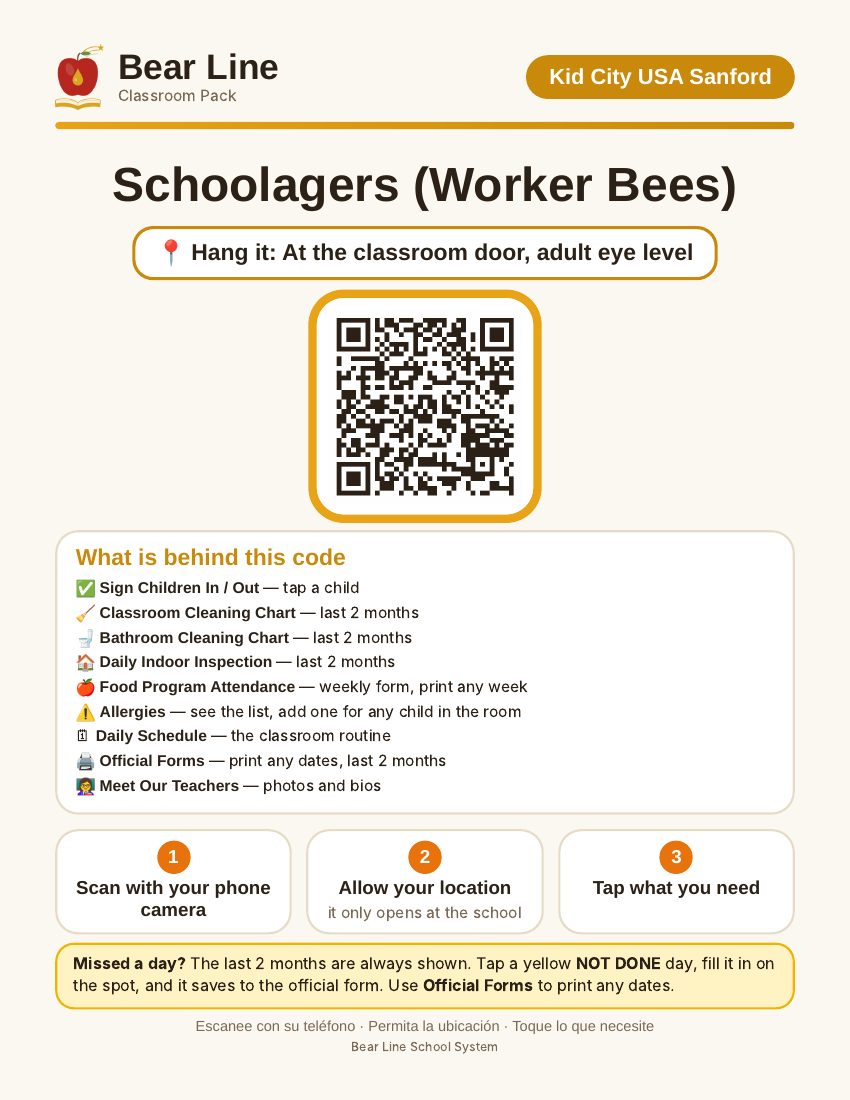 Bear Line
Classroom Pack
Kid City USA Sanford
Schoolagers (Worker Bees)
📍 Hang it: At the classroom door, adult eye level
What is behind this code
✅ Sign Children In / Out — tap a child
🧹 Classroom Cleaning Chart — last 2 months
🚽 Bathroom Cleaning Chart — last 2 months
🏠 Daily Indoor Inspection — last 2 months
🍎 Food Program Attendance — weekly form, print any week
⚠️ Allergies — see the list, add one for any child in the room
🗓 Daily Schedule — the classroom routine
🖨️ Official Forms — print any dates, last 2 months
👩‍🏫 Meet Our Teachers — photos and bios
1
Scan with your phone
camera
2
Allow your location
it only opens at the school
3
Tap what you need
Missed a day? The last 2 months are always shown. Tap a yellow NOT DONE day, fill it in on
the spot, and it saves to the official form. Use Official Forms to print any dates.
Escanee con su teléfono · Permita la ubicación · Toque lo que necesite
Bear Line School System